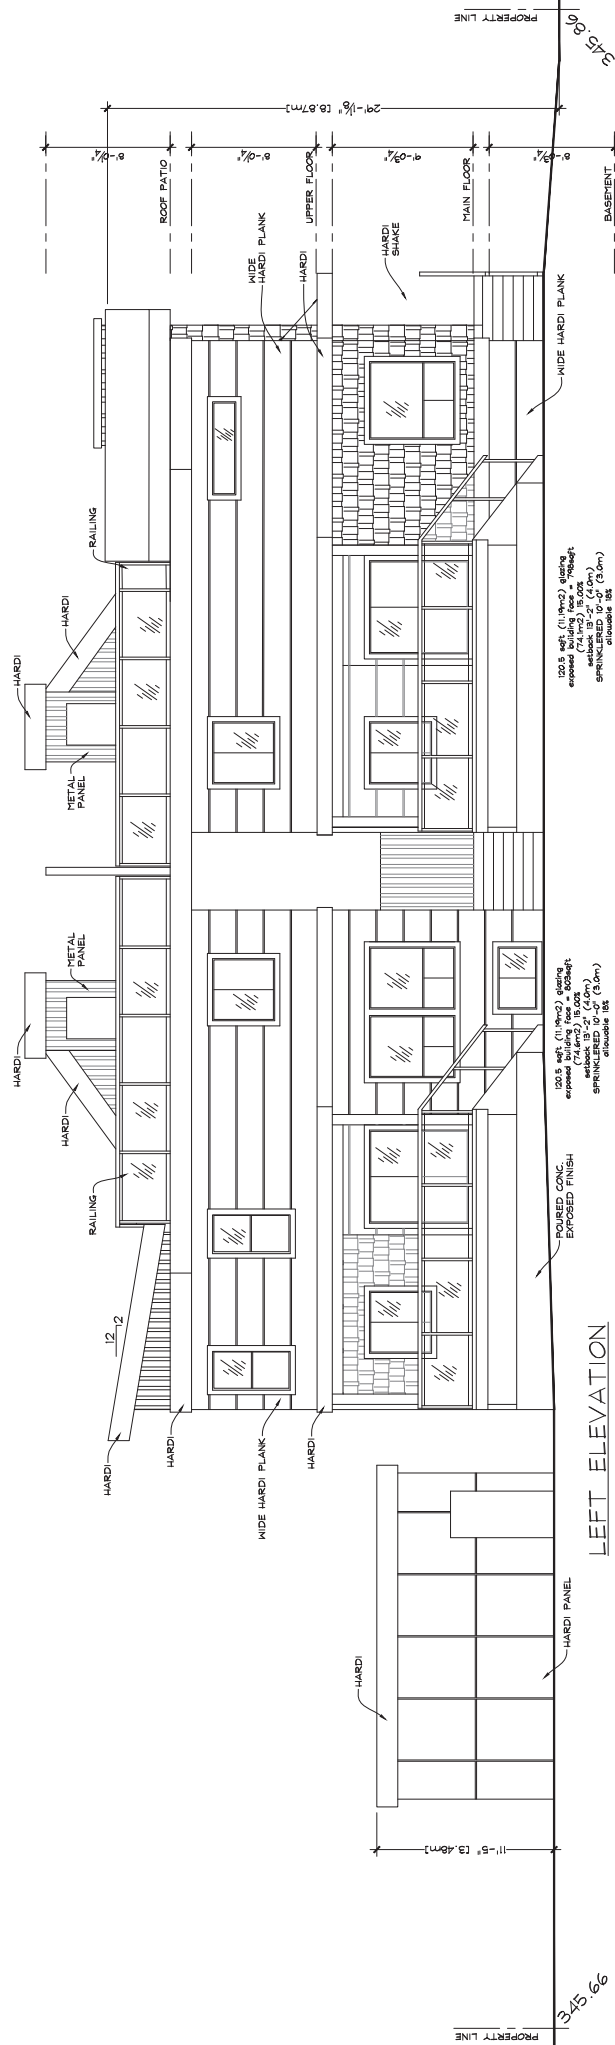 PROPERTY LINE
345.86
29'-1⅛" [8.87m]
8'-0¼"
8'-0¼"
9'-0¾"
8'-0¾"
ROOF PATIO
UPPER FLOOR
MAIN FLOOR
BASEMENT
WIDE
HARDI PLANK
HARDI
HARDI
SHAKE
WIDE HARDI PLANK
RAILING
HARDI
HARDI
METAL
PANEL
120.5 sqft (11.19m2) glazing
exposed building face = 798sqft
(74.1m2) 15.00%
setback 13'-2" (4.0m)
SPRINKLERED 10'-0" (3.0m)
allowable 18%
METAL
PANEL
HARDI
HARDI
RAILING
120.5 sqft (11.19m2) glazing
exposed building face = 803sqft
(74.6m2) 15.00%
setback 13'-2" (4.0m)
SPRINKLERED 10'-0" (3.0m)
allowable 18%
POURED CONC.
EXPOSED FINISH
12
2
HARDI
HARDI
WIDE HARDI PLANK
HARDI
LEFT ELEVATION
HARDI
HARDI PANEL
11'-5" [3.48m]
345.66
PROPERTY LINE